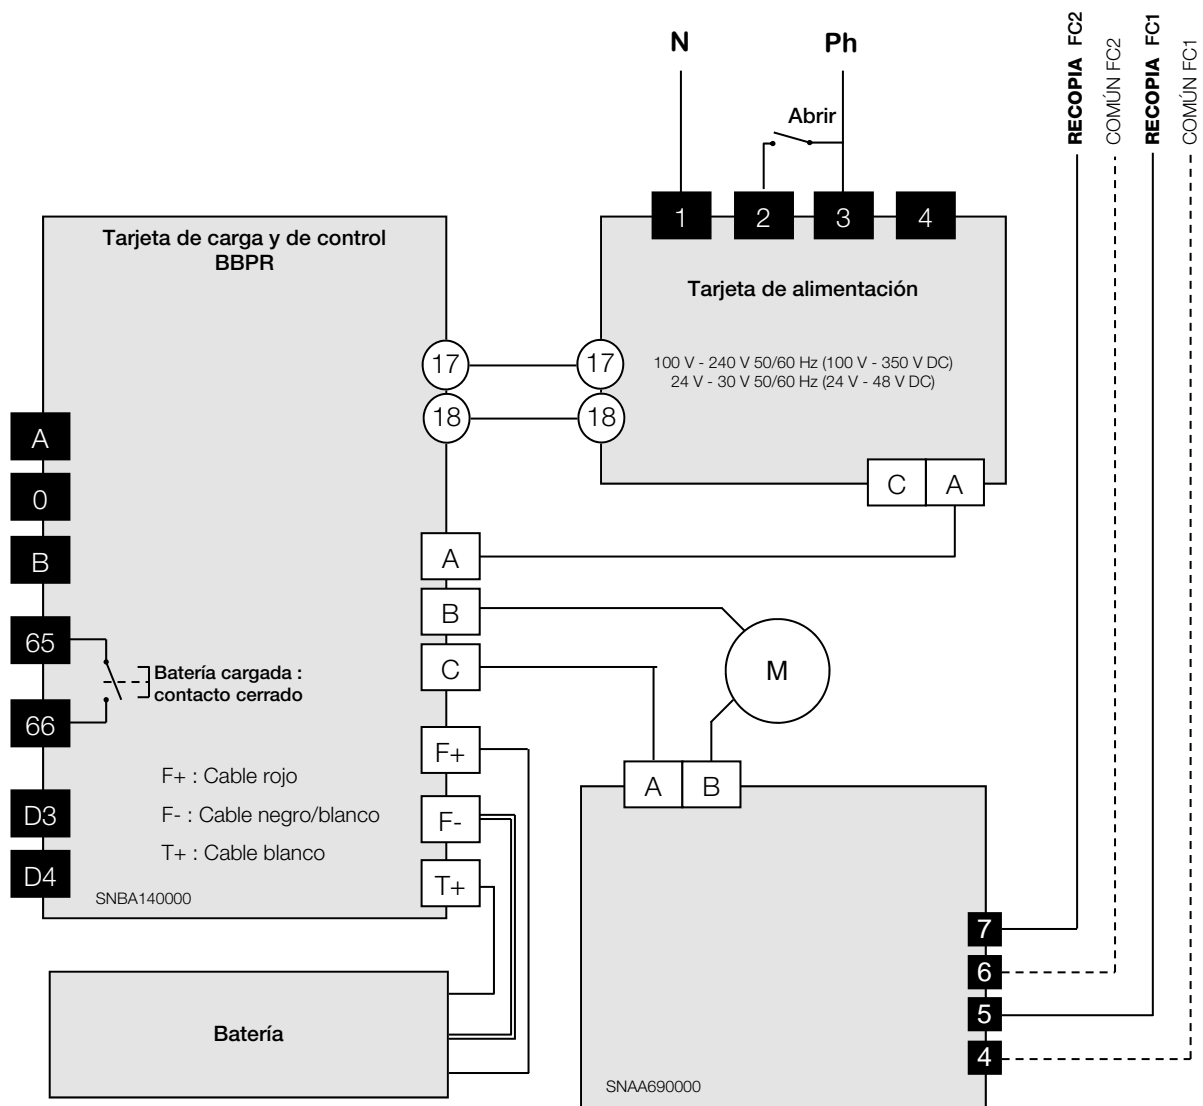 N
Ph
RECOPIA FC2
COMÚN FC2
RECOPIA FC1
COMÚN FC1
Abrir
1
2
3
4
Tarjeta de carga y de control
BBPR
Tarjeta de alimentación
100 V - 240 V 50/60 Hz (100 V - 350 V DC)
24 V - 30 V 50/60 Hz (24 V - 48 V DC)
17
17
18
18
A
0
B
C
A
A
B
C
M
65
Batería cargada :
contacto cerrado
66
F+
F-
T+
F+ : Cable rojo
F- : Cable negro/blanco
T+ : Cable blanco
D3
D4
SNBA140000
A
B
7
6
5
4
Batería
SNAA690000